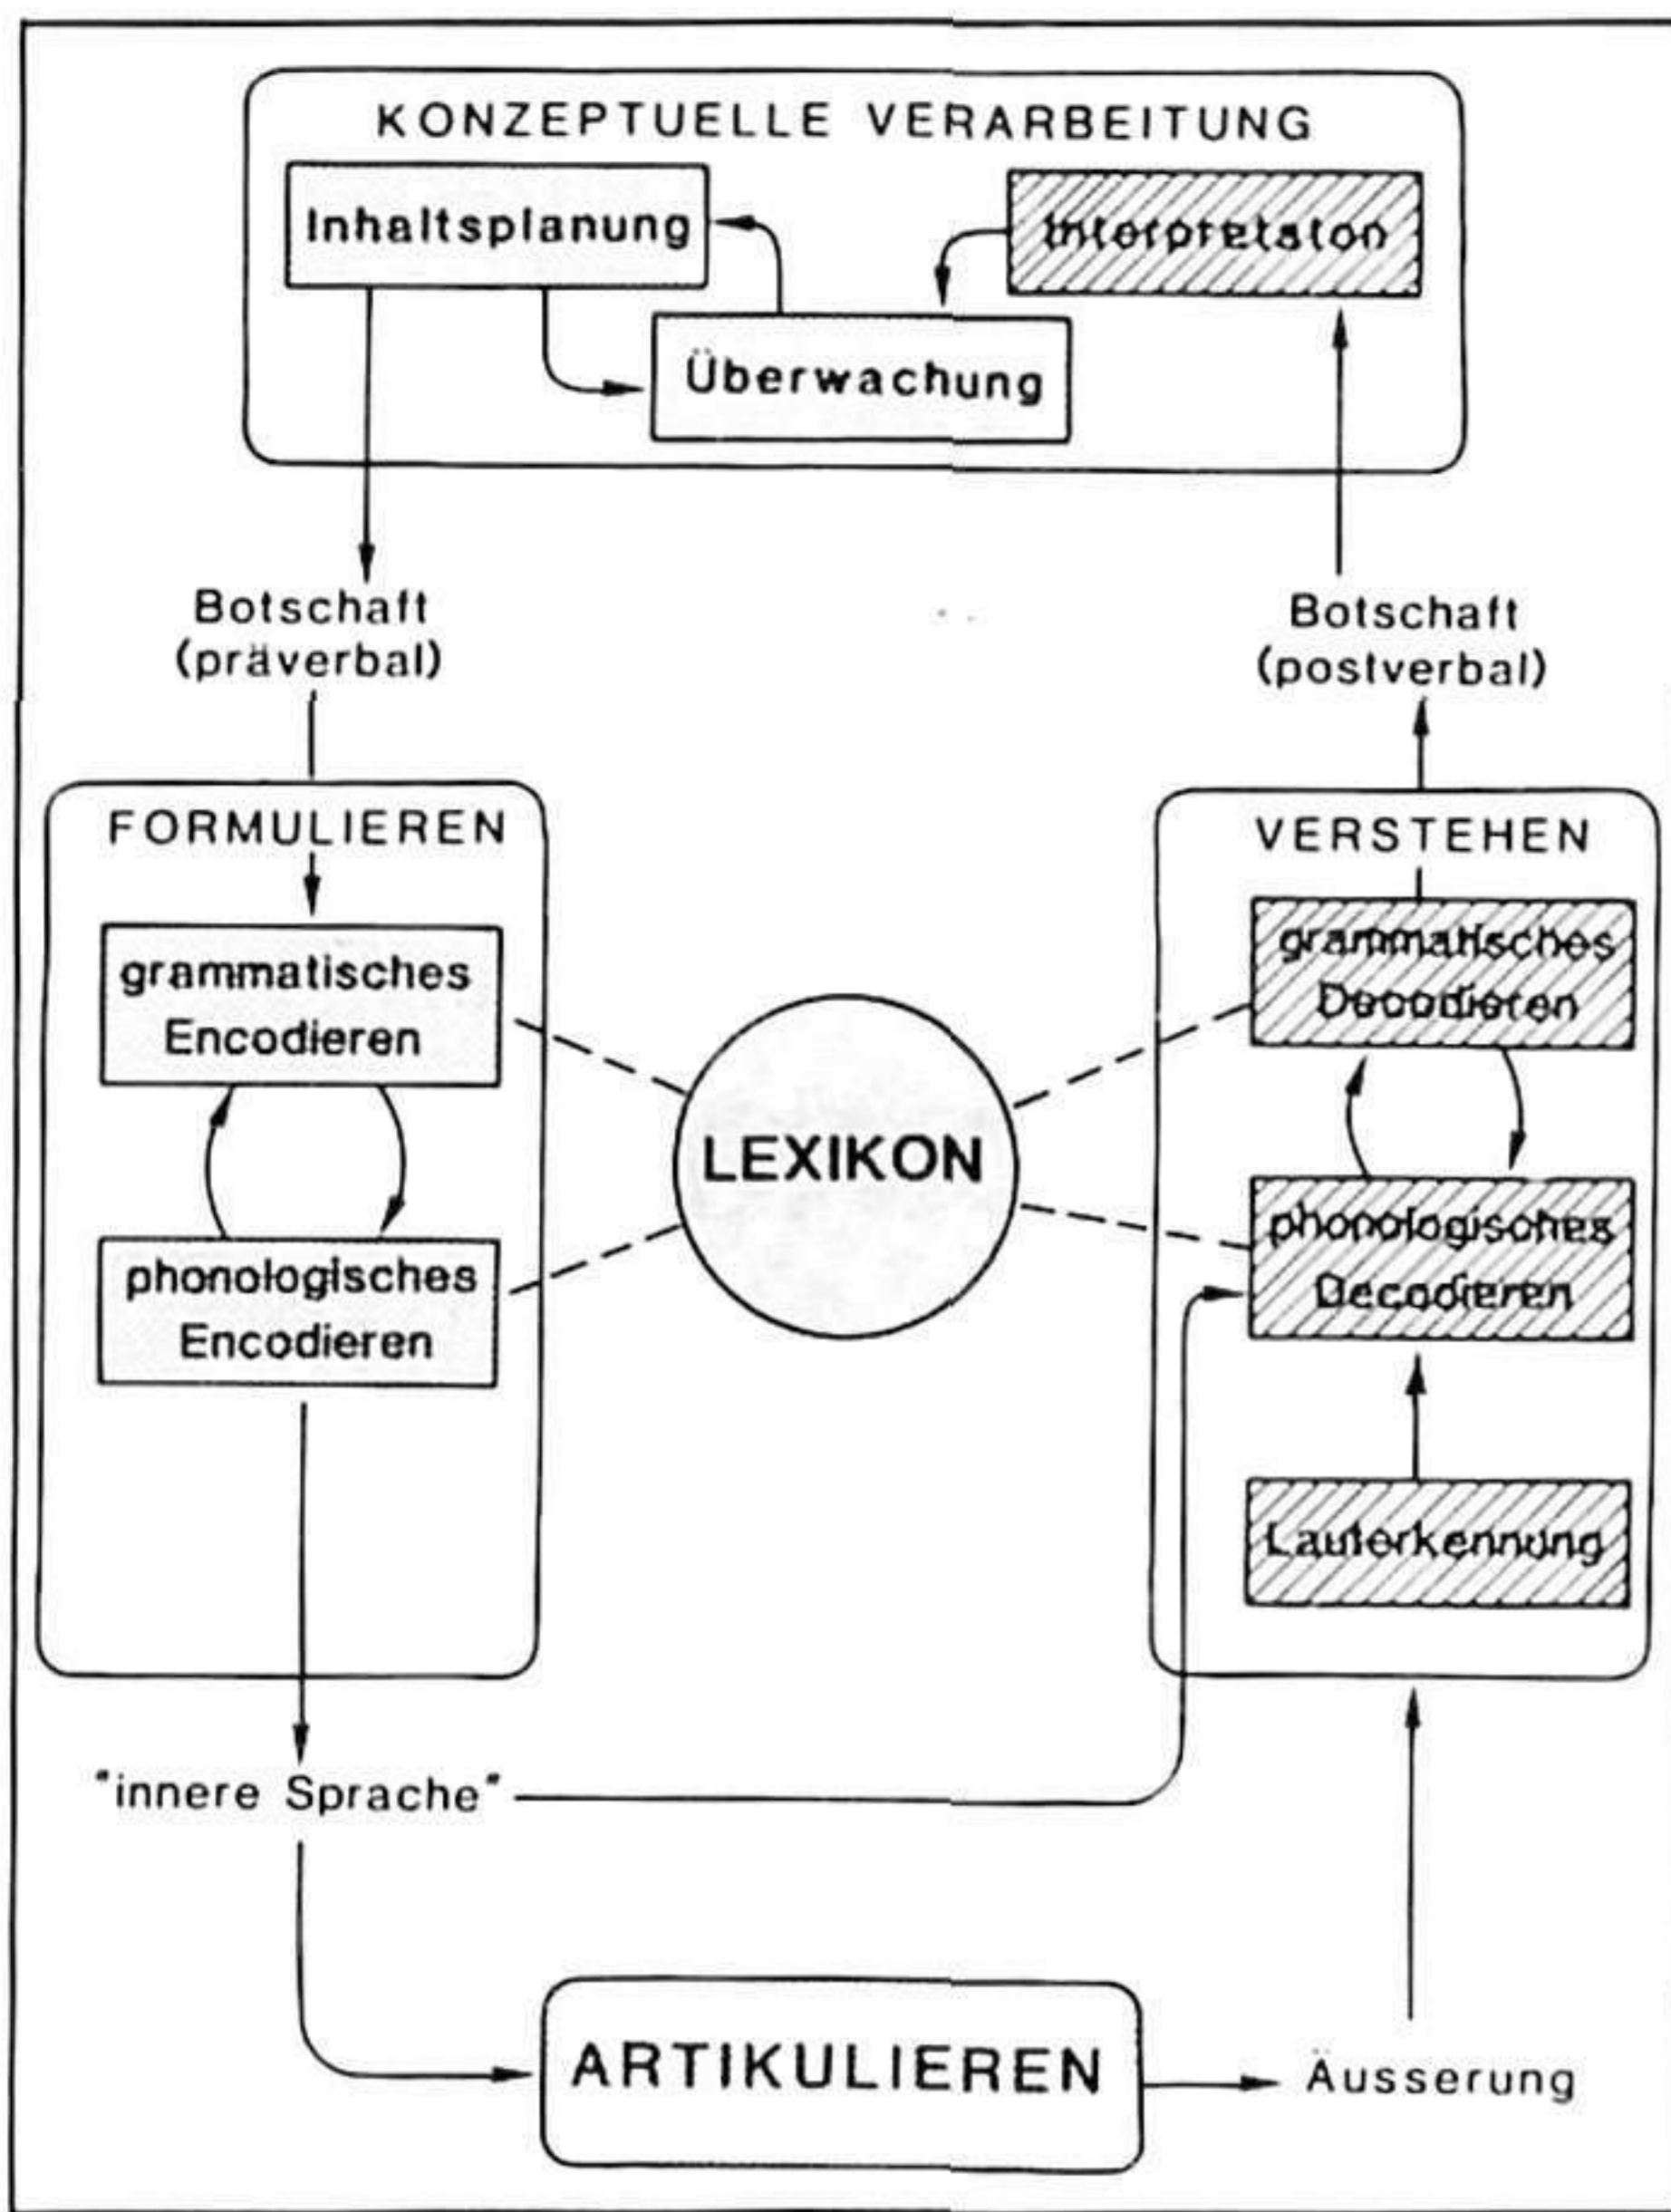 KONZEPTUELLE VERARBEITUNG
Inhaltsplanung
Interpretation
Überwachung
Botschaft
(präverbal)
Botschaft
(postverbal)
FORMULIEREN
grammatisches
Encodieren
phonologisches
Encodieren
LEXIKON
VERSTEHEN
grammatisches
Decodieren
phonologisches
Decodieren
Lauterkennung
"innere Sprache"
ARTIKULIEREN
Äusserung